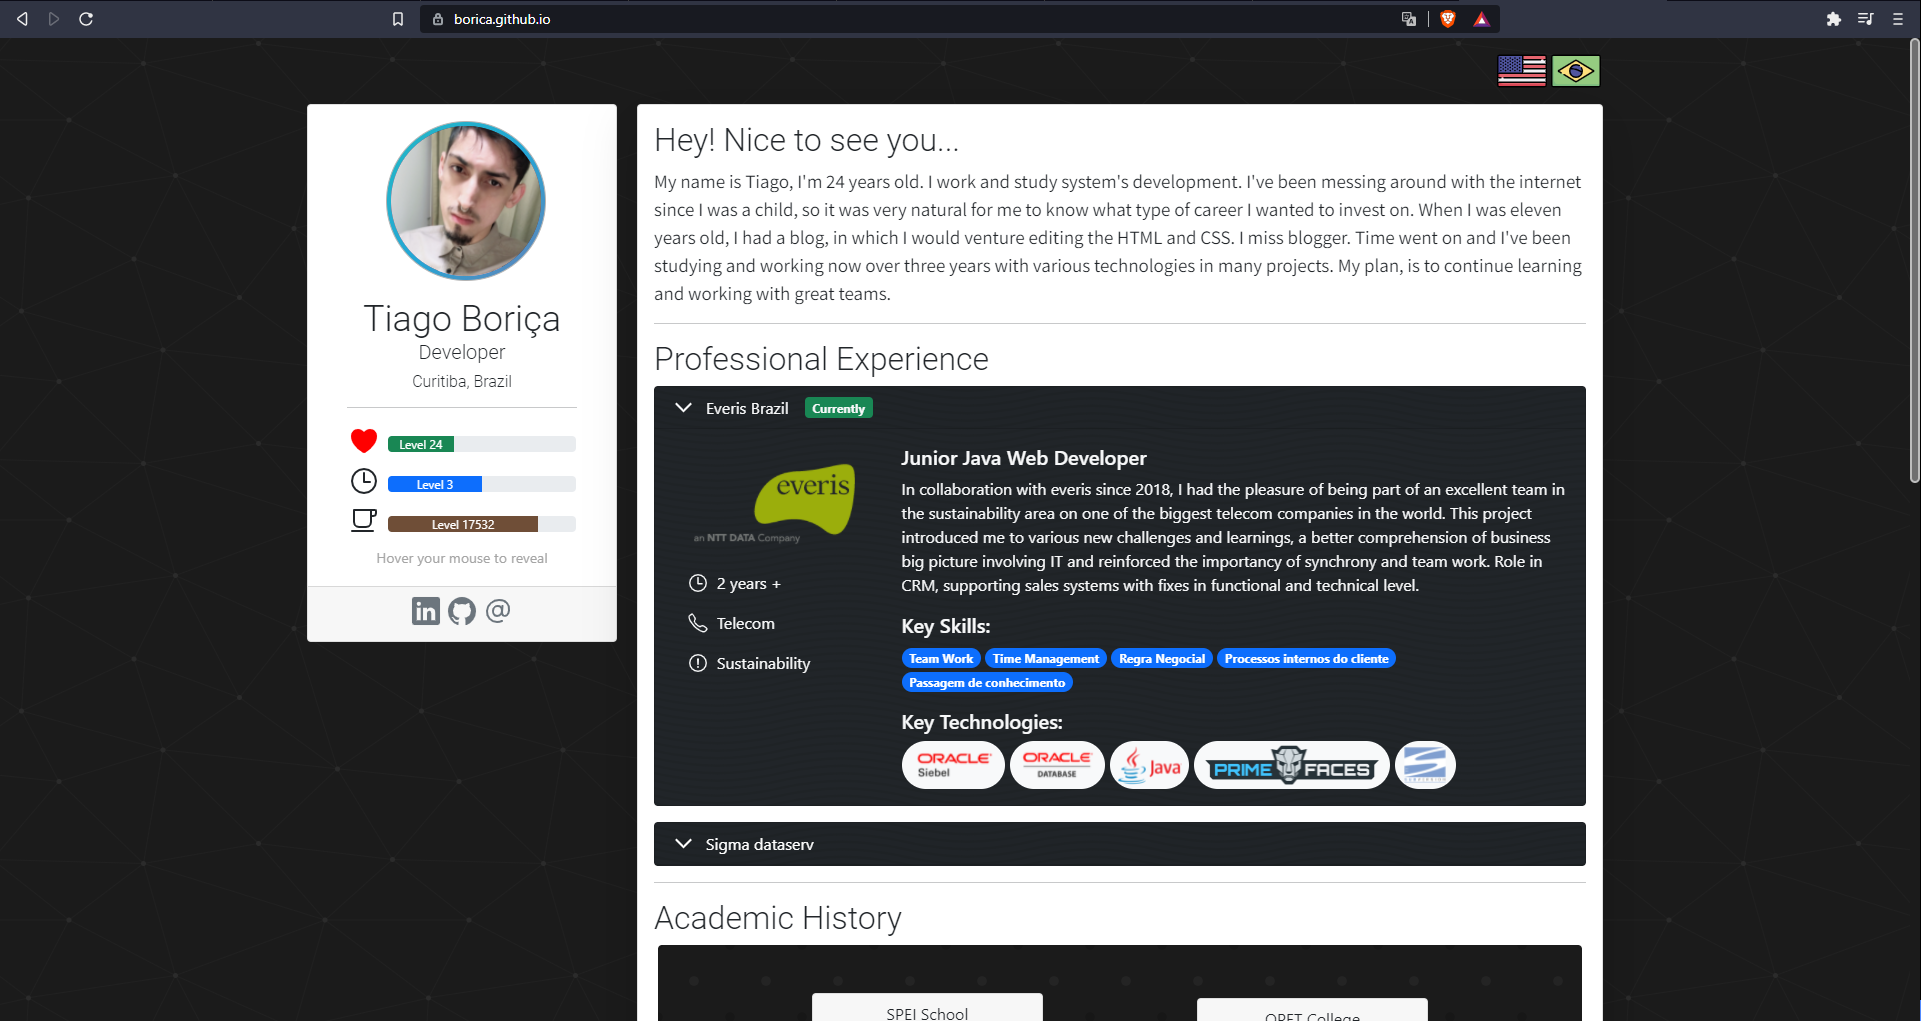 borica.github.io
Hey! Nice to see you...
My name is Tiago, I'm 24 years old. I work and study system's development. I've been messing around with the internet
since I was a child, so it was very natural for me to know what type of career I wanted to invest on. When I was eleven
years old, I had a blog, in which I would venture editing the HTML and CSS. I miss blogger. Time went on and I've been
studying and working now over three years with various technologies in many projects. My plan, is to continue learning
and working with great teams.
Tiago Boriça
Developer
Curitiba, Brazil
Level 24
Level 3
Level 17532
Hover your mouse to reveal
in
@
Professional Experience
Everis Brazil Currently
everis
an NTT DATA Company
2 years +
Telecom
Sustainability
Junior Java Web Developer
In collaboration with everis since 2018, I had the pleasure of being part of an excellent team in
the sustainability area on one of the biggest telecom companies in the world. This project
introduced me to various new challenges and learnings, a better comprehension of business
big picture involving IT and reinforced the importancy of synchrony and team work. Role in
CRM, supporting sales systems with fixes in functional and technical level.
Key Skills:
Team Work Time Management Regra Negocial Processos internos do cliente
Passagem de conhecimento
Key Technologies:
ORACLE Siebel
ORACLE DATABASE
Java
PRIME FACES
Sigma dataserv
Academic History
SPEI School
OPET College